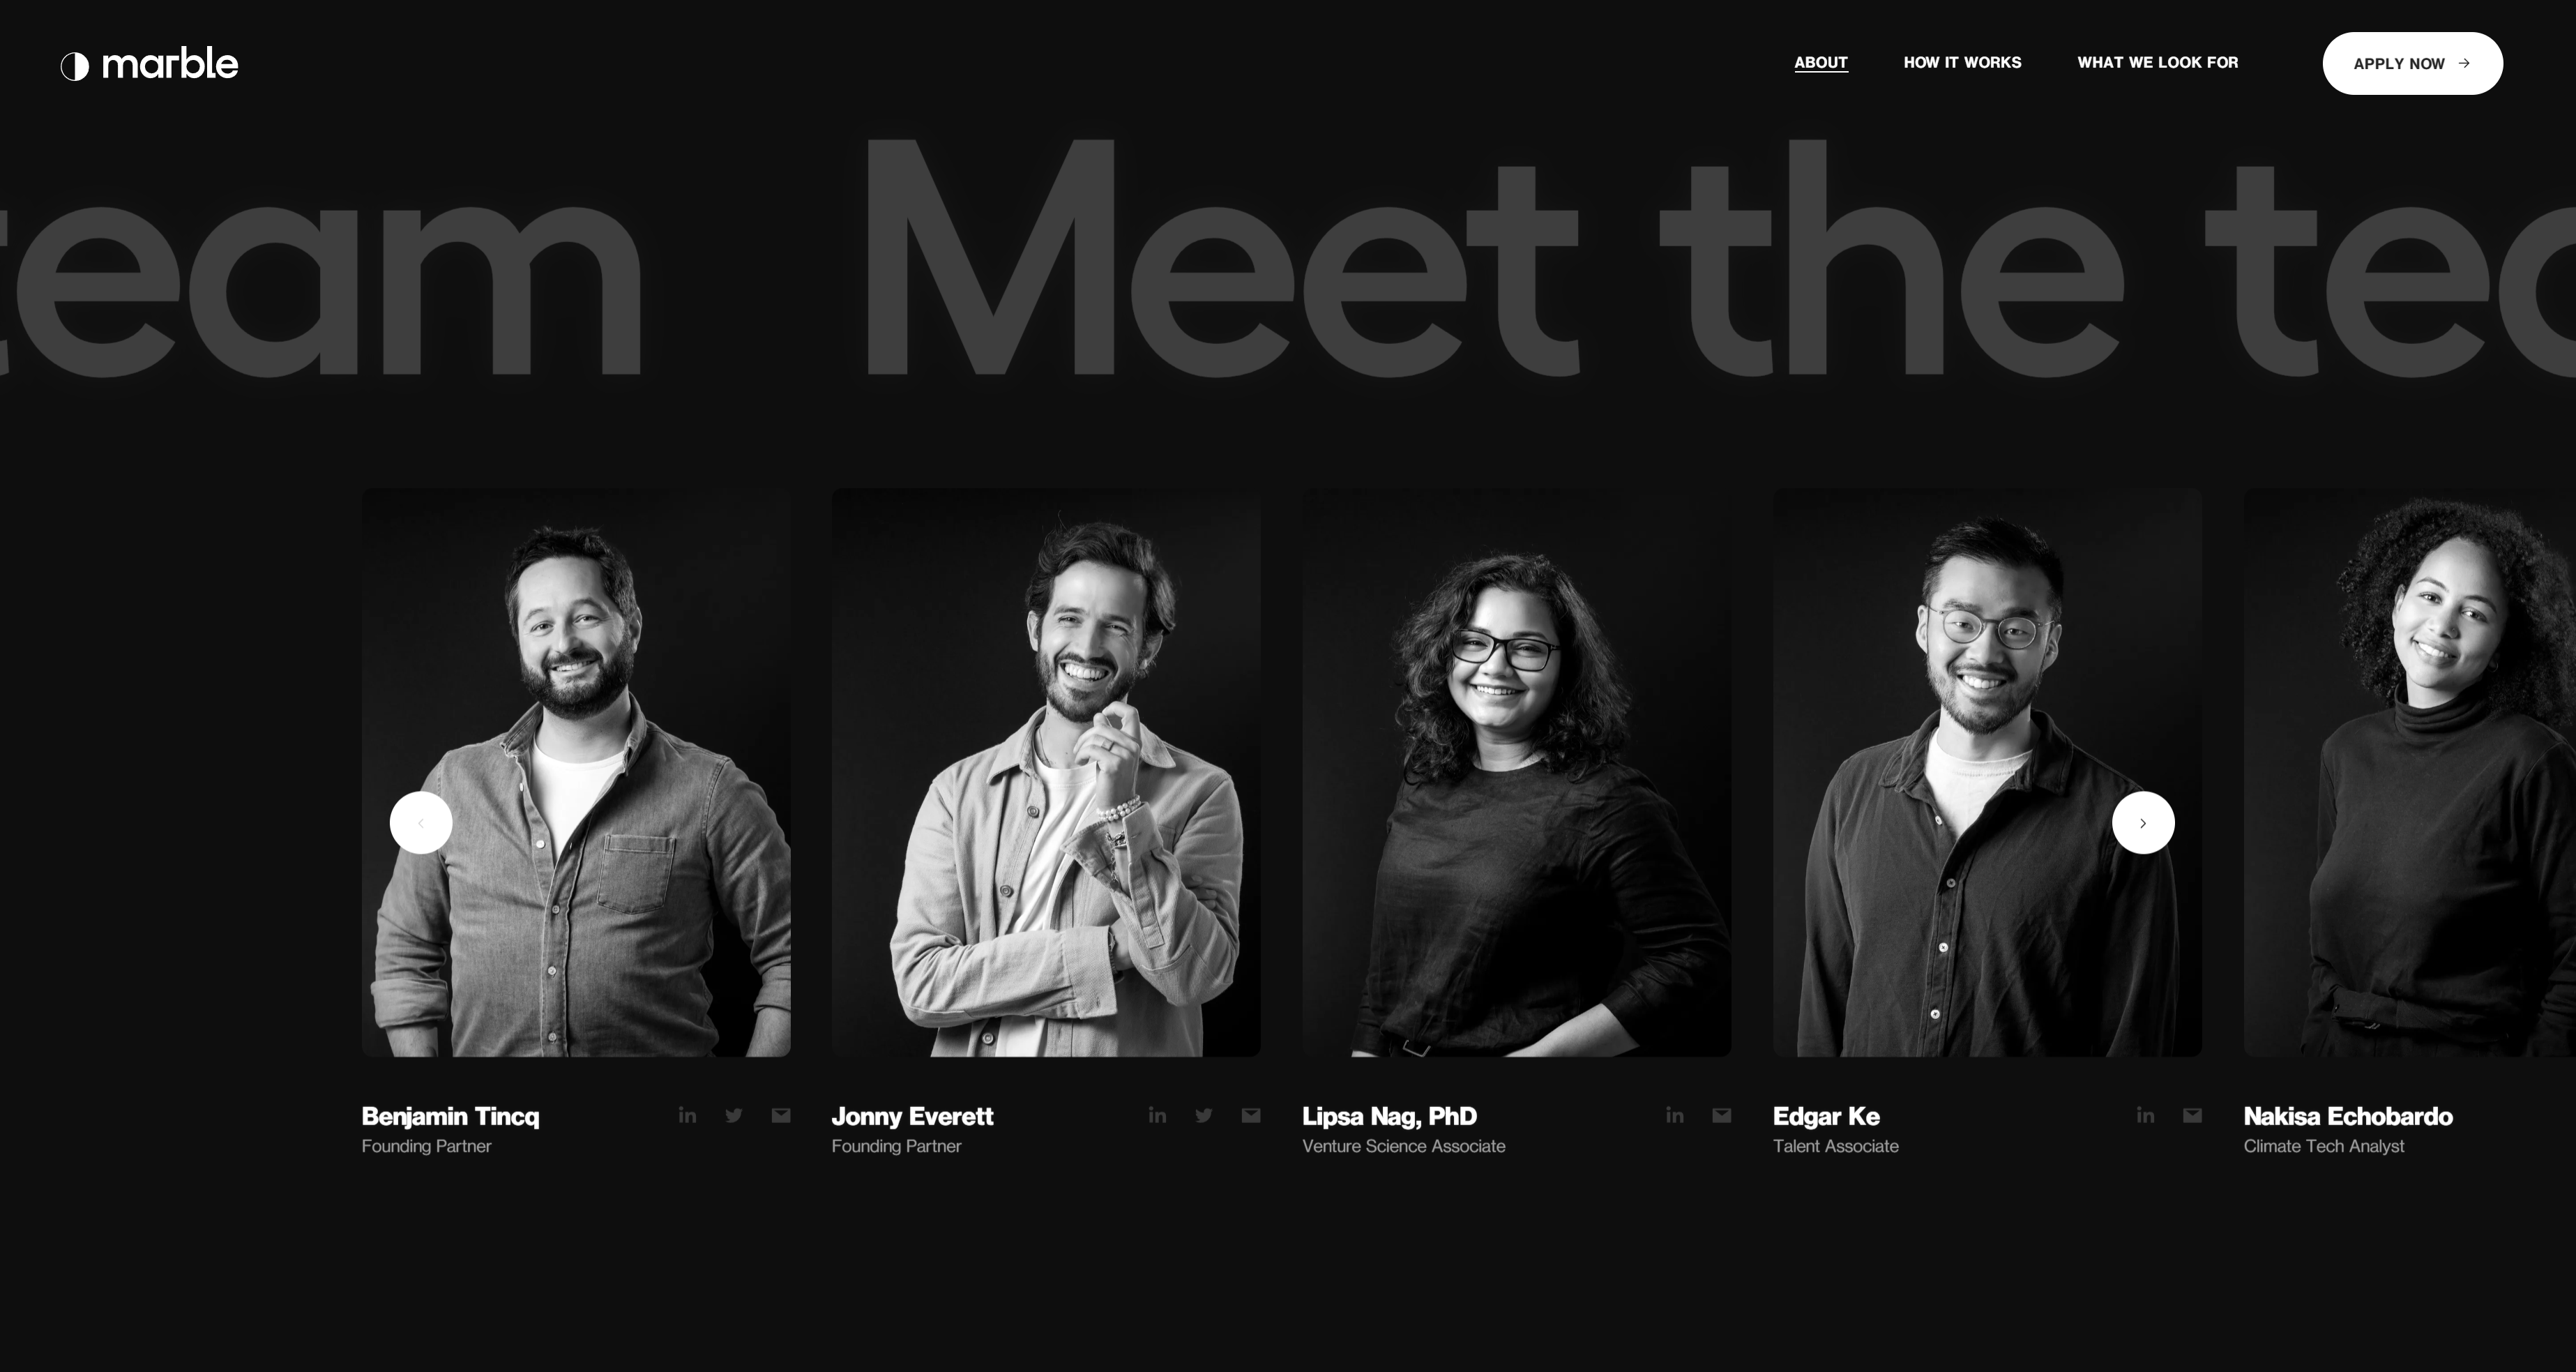 marble
ABOUT
HOW IT WORKS
WHAT WE LOOK FOR
APPLY NOW
team Meet the tea
Benjamin Tincq
Founding Partner
Jonny Everett
Founding Partner
Lipsa Nag, PhD
Venture Science Associate
Edgar Ke
Talent Associate
Nakisa Echobardo
Climate Tech Analyst